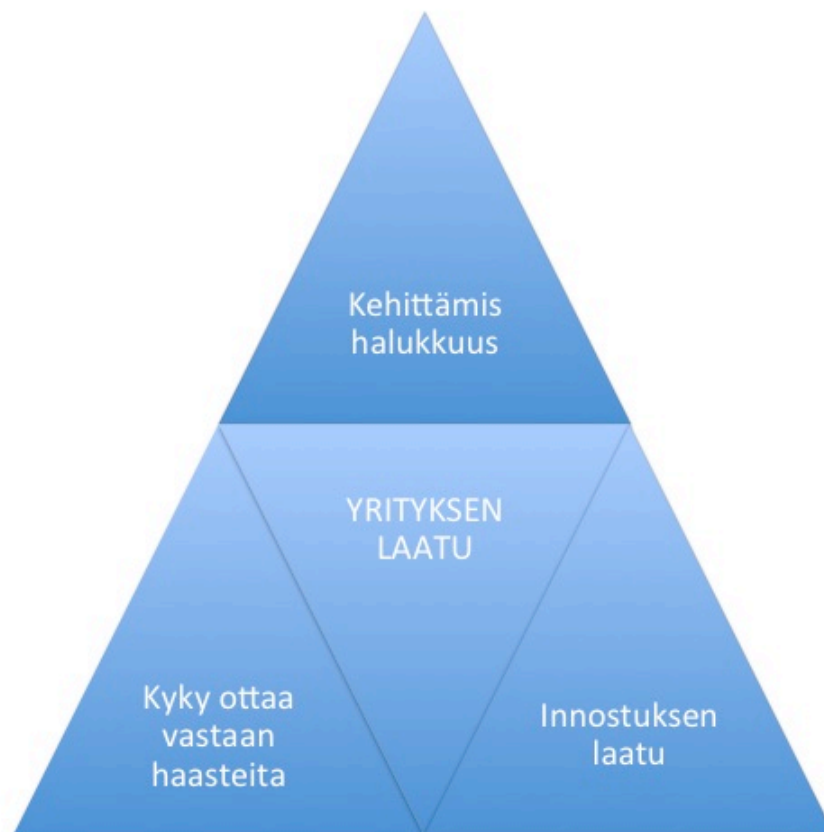 Kehittämis
halukkuus
YRITYKSEN
LAATU
Kyky ottaa
vastaan
haasteita
Innostuksen
laatu